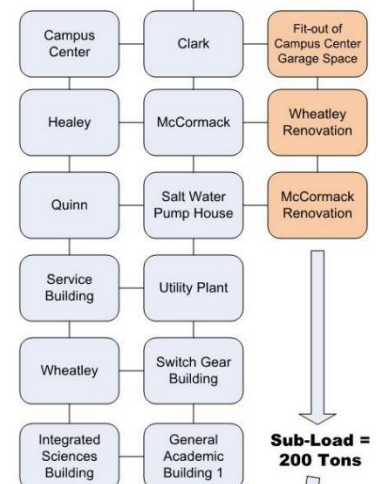 Campus
Center
Clark
Fit-out of
Campus Center
Garage Space
Healey
McCormack
Wheatley
Renovation
Quinn
Salt Water
Pump House
McCormack
Renovation
Service
Building
Utility Plant
Wheatley
Switch Gear
Building
Integrated
Sciences
Building
General
Academic
Building 1
Sub-Load =
200 Tons